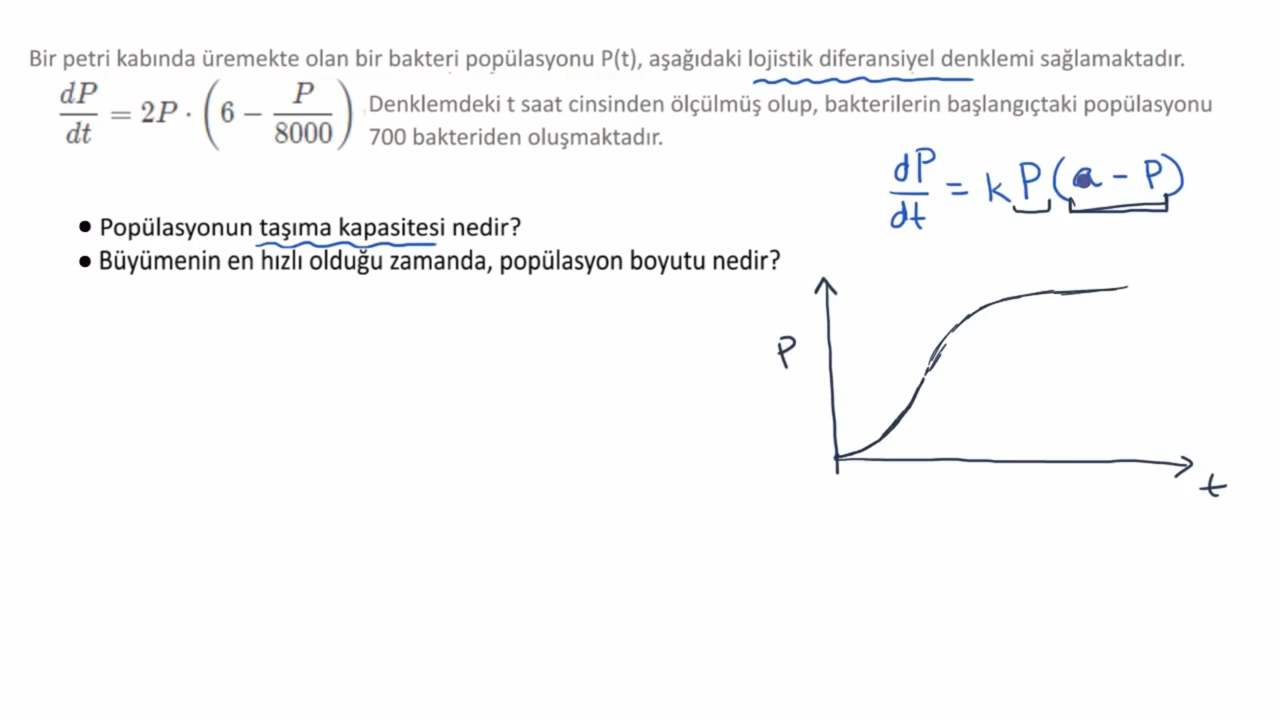 Bir petri kabında üremekte olan bir bakteri popülasyonu P(t), aşağıdaki lojistik diferansiyel denklemi sağlamaktadır.
dP/dt = 2P · (6 − P/8000) Denklemdeki t saat cinsinden ölçülmüş olup, bakterilerin başlangıçtaki popülasyonu
700 bakteriden oluşmaktadır.
dP/dt = kP(a - P)
● Popülasyonun taşıma kapasitesi nedir?
● Büyümenin en hızlı olduğu zamanda, popülasyon boyutu nedir?
P
t